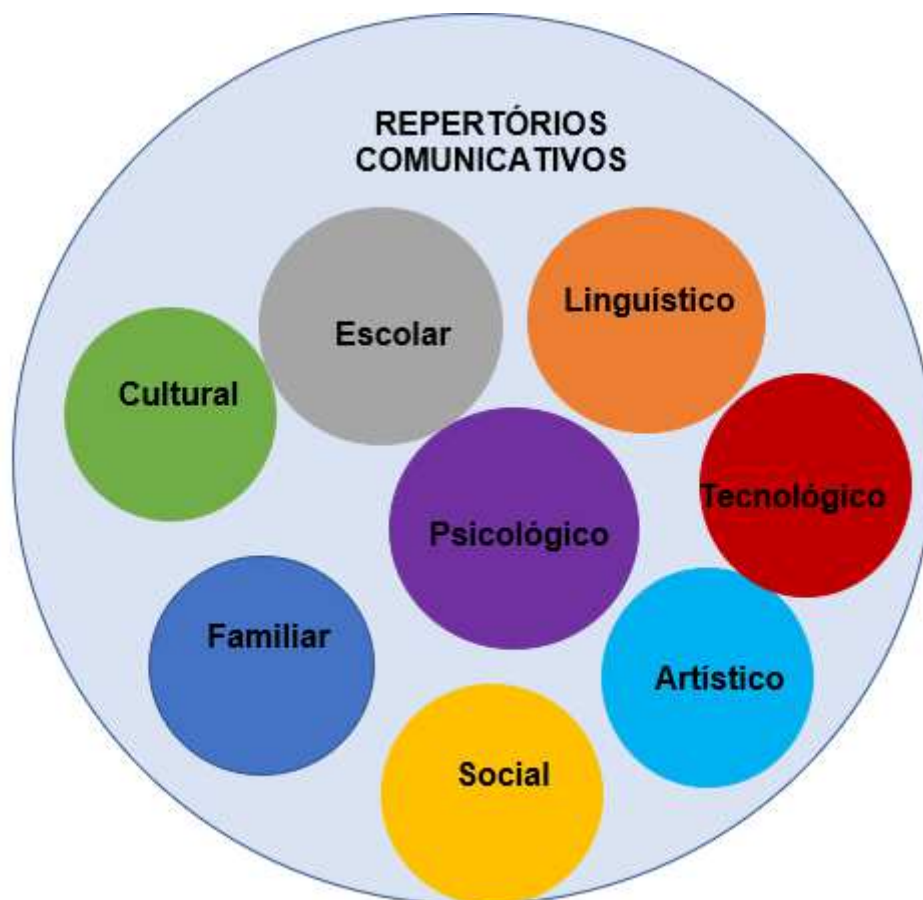 REPERTÓRIOS
COMUNICATIVOS
Linguístico
Escolar
Cultural
Tecnológico
Psicológico
Familiar
Artístico
Social